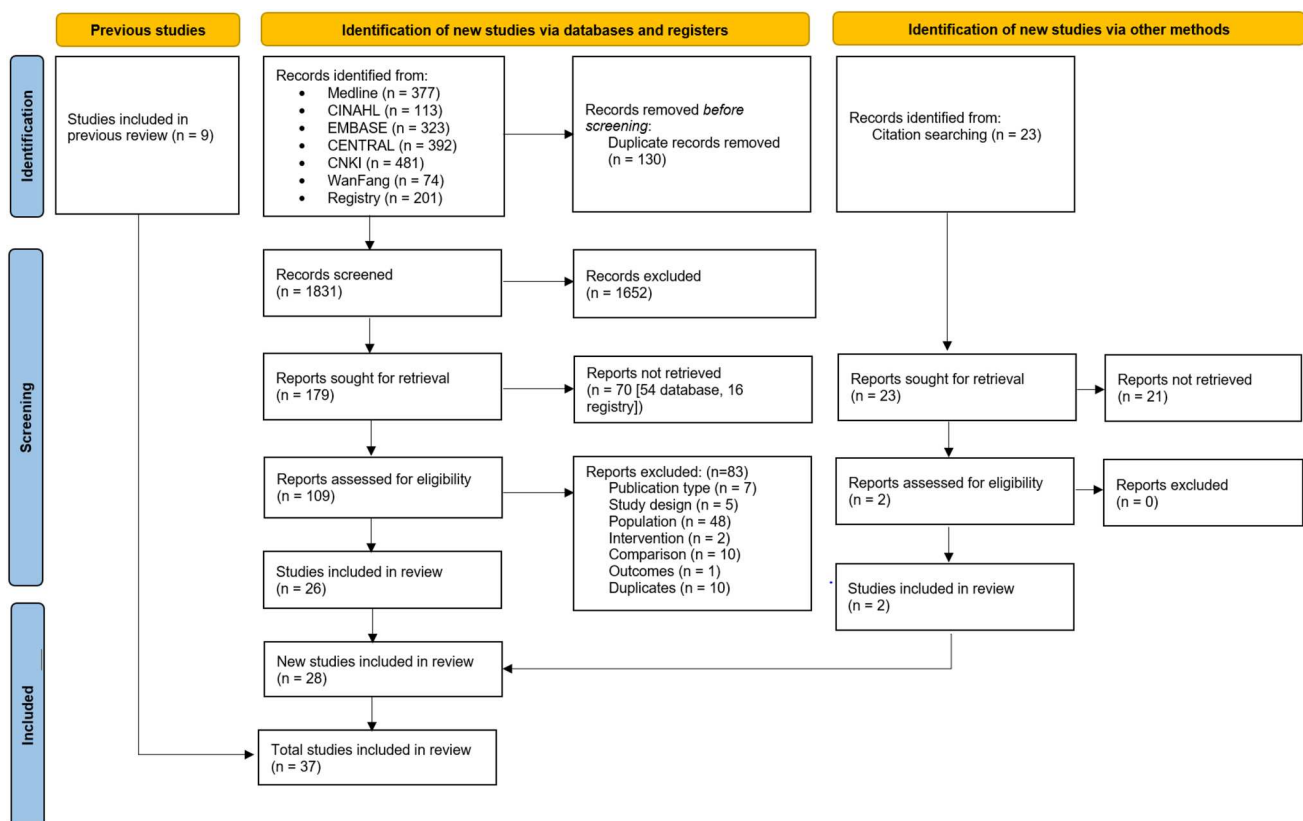 Previous studies
Identification of new studies via databases and registers
Identification of new studies via other methods
Identification
Studies included in
previous review (n = 9)
Records identified from:
• Medline (n = 377)
• CINAHL (n = 113)
• EMBASE (n = 323)
• CENTRAL (n = 392)
• CNKI (n = 481)
• WanFang (n = 74)
• Registry (n = 201)
Records removed before
screening:
Duplicate records removed
(n = 130)
Records identified from:
Citation searching (n = 23)
Screening
Records screened
(n = 1831)
Records excluded
(n = 1652)
Reports sought for retrieval
(n = 179)
Reports not retrieved
(n = 70 [54 database, 16
registry])
Reports sought for retrieval
(n = 23)
Reports not retrieved
(n = 21)
Reports assessed for eligibility
(n = 109)
Reports excluded: (n=83)
Publication type (n = 7)
Study design (n = 5)
Population (n = 48)
Intervention (n = 2)
Comparison (n = 10)
Outcomes (n = 1)
Duplicates (n = 10)
Reports assessed for eligibility
(n = 2)
Reports excluded
(n = 0)
Studies included in review
(n = 26)
Studies included in review
(n = 2)
Included
New studies included in review
(n = 28)
Total studies included in review
(n = 37)